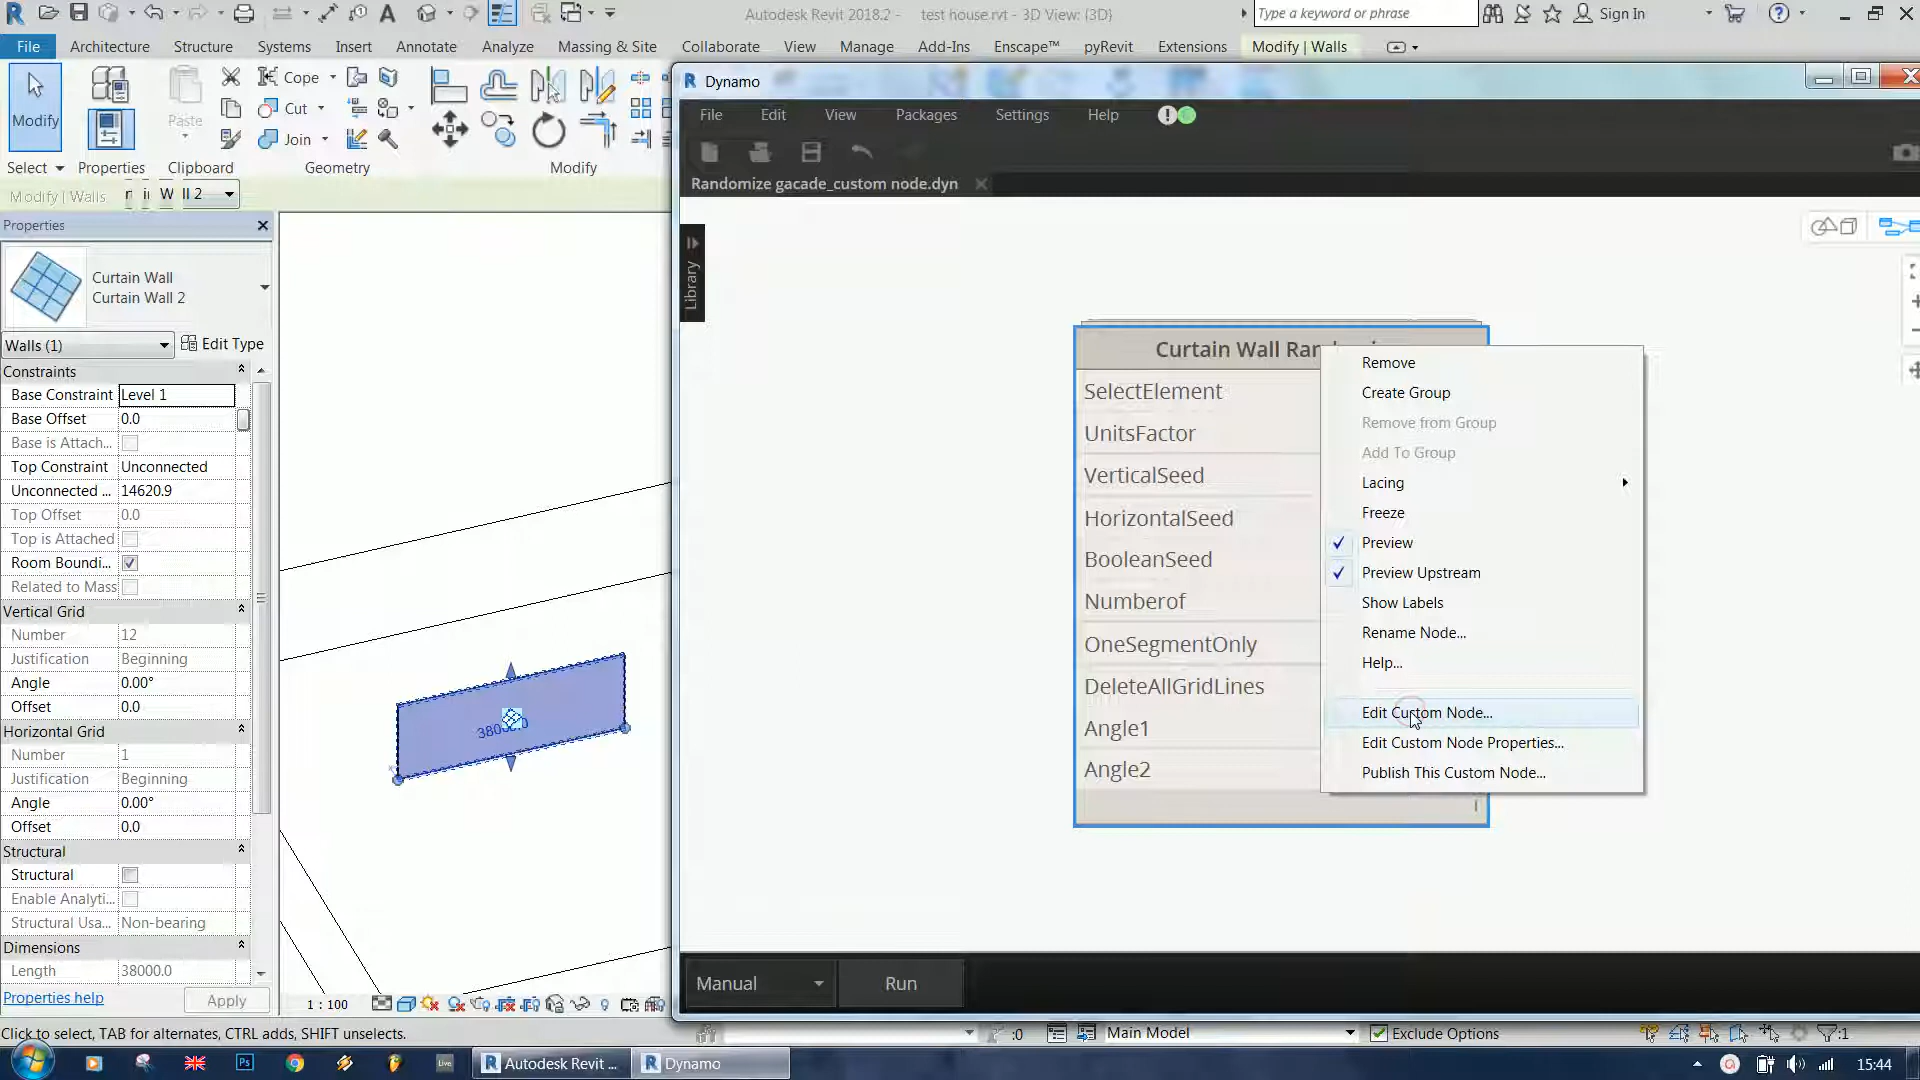 Autodesk Revit 2018.2 - test house.rvt - 3D View: {3D}
Type a keyword or phrase
Sign In
File Architecture Structure Systems Insert Annotate Analyze Massing & Site Collaborate View Manage Add-Ins Enscape™ pyRevit Extensions Modify | Walls
Modify
Paste
Cope
Cut
Join
Select Properties Clipboard Geometry Modify
Modify | Walls
Properties
Curtain Wall
Curtain Wall 2
Walls (1)
Edit Type
Constraints
Base Constraint Level 1
Base Offset 0.0
Base is Attach...
Top Constraint Unconnected
Unconnected ... 14620.9
Top Offset 0.0
Top is Attached
Room Boundi...
Related to Mass
Vertical Grid
Number 12
Justification Beginning
Angle 0.00°
Offset 0.0
Horizontal Grid
Number 1
Justification Beginning
Angle 0.00°
Offset 0.0
Structural
Structural
Enable Analyti...
Structural Usa... Non-bearing
Dimensions
Length 38000.0
Properties help
Apply
1 : 100
Dynamo
File Edit View Packages Settings Help
Randomize gacade_custom node.dyn
Library
Curtain Wall Ran
SelectElement
UnitsFactor
VerticalSeed
HorizontalSeed
BooleanSeed
Numberof
OneSegmentOnly
DeleteAllGridLines
Angle1
Angle2
Remove
Create Group
Remove from Group
Add To Group
Lacing
Freeze
Preview
Preview Upstream
Show Labels
Rename Node...
Help...
Edit Custom Node...
Edit Custom Node Properties...
Publish This Custom Node...
Manual
Run
Click to select, TAB for alternates, CTRL adds, SHIFT unselects.
:0
Main Model
Exclude Options
:1
Autodesk Revit ...
Dynamo
15:44